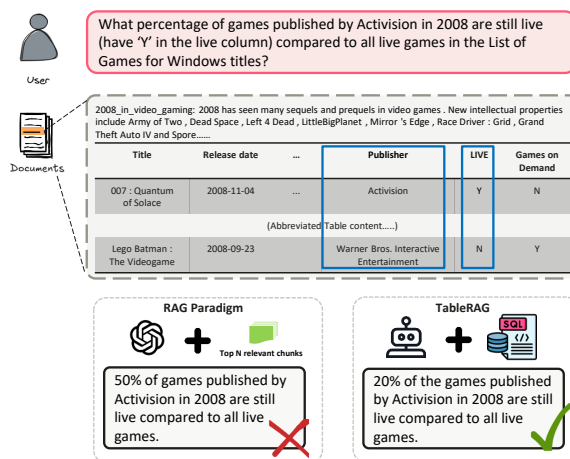 What percentage of games published by Activision in 2008 are still live
(have ‘Y’ in the live column) compared to all live games in the List of
Games for Windows titles?
User
2008_in_video_gaming: 2008 has seen many sequels and prequels in video games . New intellectual properties
include Army of Two , Dead Space , Left 4 Dead , LittleBigPlanet , Mirror 's Edge , Race Driver : Grid , Grand
Theft Auto IV and Spore......
Documents
Title Release date ... Publisher LIVE Games on
Demand
007 : Quantum
of Solace 2008-11-04 ... Activision Y N
(Abbreviated Table content.....)
Lego Batman :
The Videogame 2008-09-23 Warner Bros. Interactive
Entertainment N Y
RAG Paradigm
Top N relevant chunks
50% of games published by
Activision in 2008 are still
live compared to all live
games.
TableRAG
SQL
20% of the games
published by Activision in
2008 are still live
compared to all live
games.